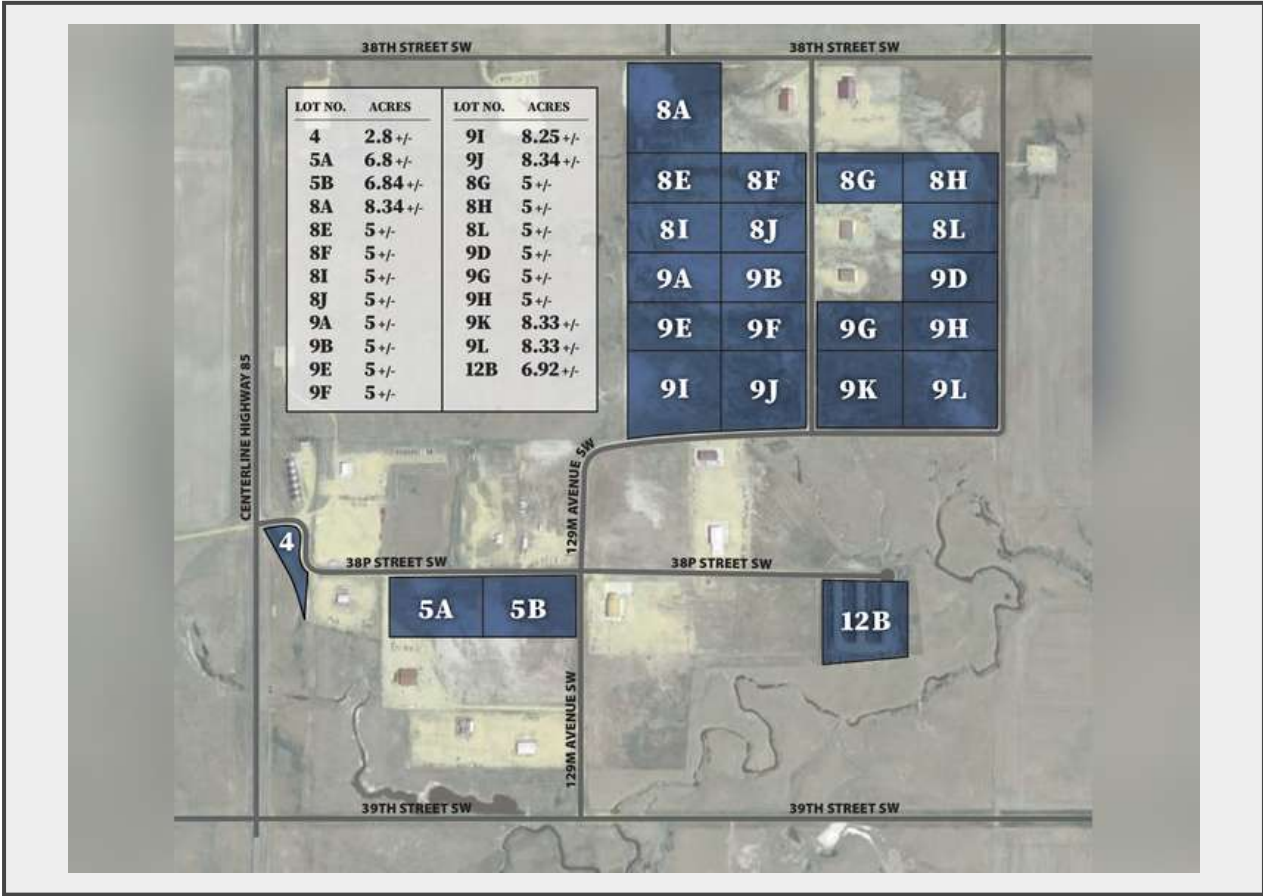 38TH STREET SW
38TH STREET SW
LOT NO. ACRES
4 2.8 +/-
5A 6.8 +/-
5B 6.84 +/-
8A 8.34 +/-
8E 5 +/-
8F 5 +/-
8I 5 +/-
8J 5 +/-
9A 5 +/-
9B 5 +/-
9E 5 +/-
9F 5 +/-
LOT NO. ACRES
9I 8.25 +/-
9J 8.34 +/-
8G 5 +/-
8H 5 +/-
8L 5 +/-
9D 5 +/-
9G 5 +/-
9H 5 +/-
9K 8.33 +/-
9L 8.33 +/-
12B 6.92 +/-
8A
8E 8F 8G 8H
8I 8J 8L
9A 9B 9D
9E 9F 9G 9H
9I 9J 9K 9L
CENTERLINE HIGHWAY 85
129M AVENUE SW
4
38P STREET SW
38P STREET SW
5A 5B
12B
129M AVENUE SW
39TH STREET SW
39TH STREET SW